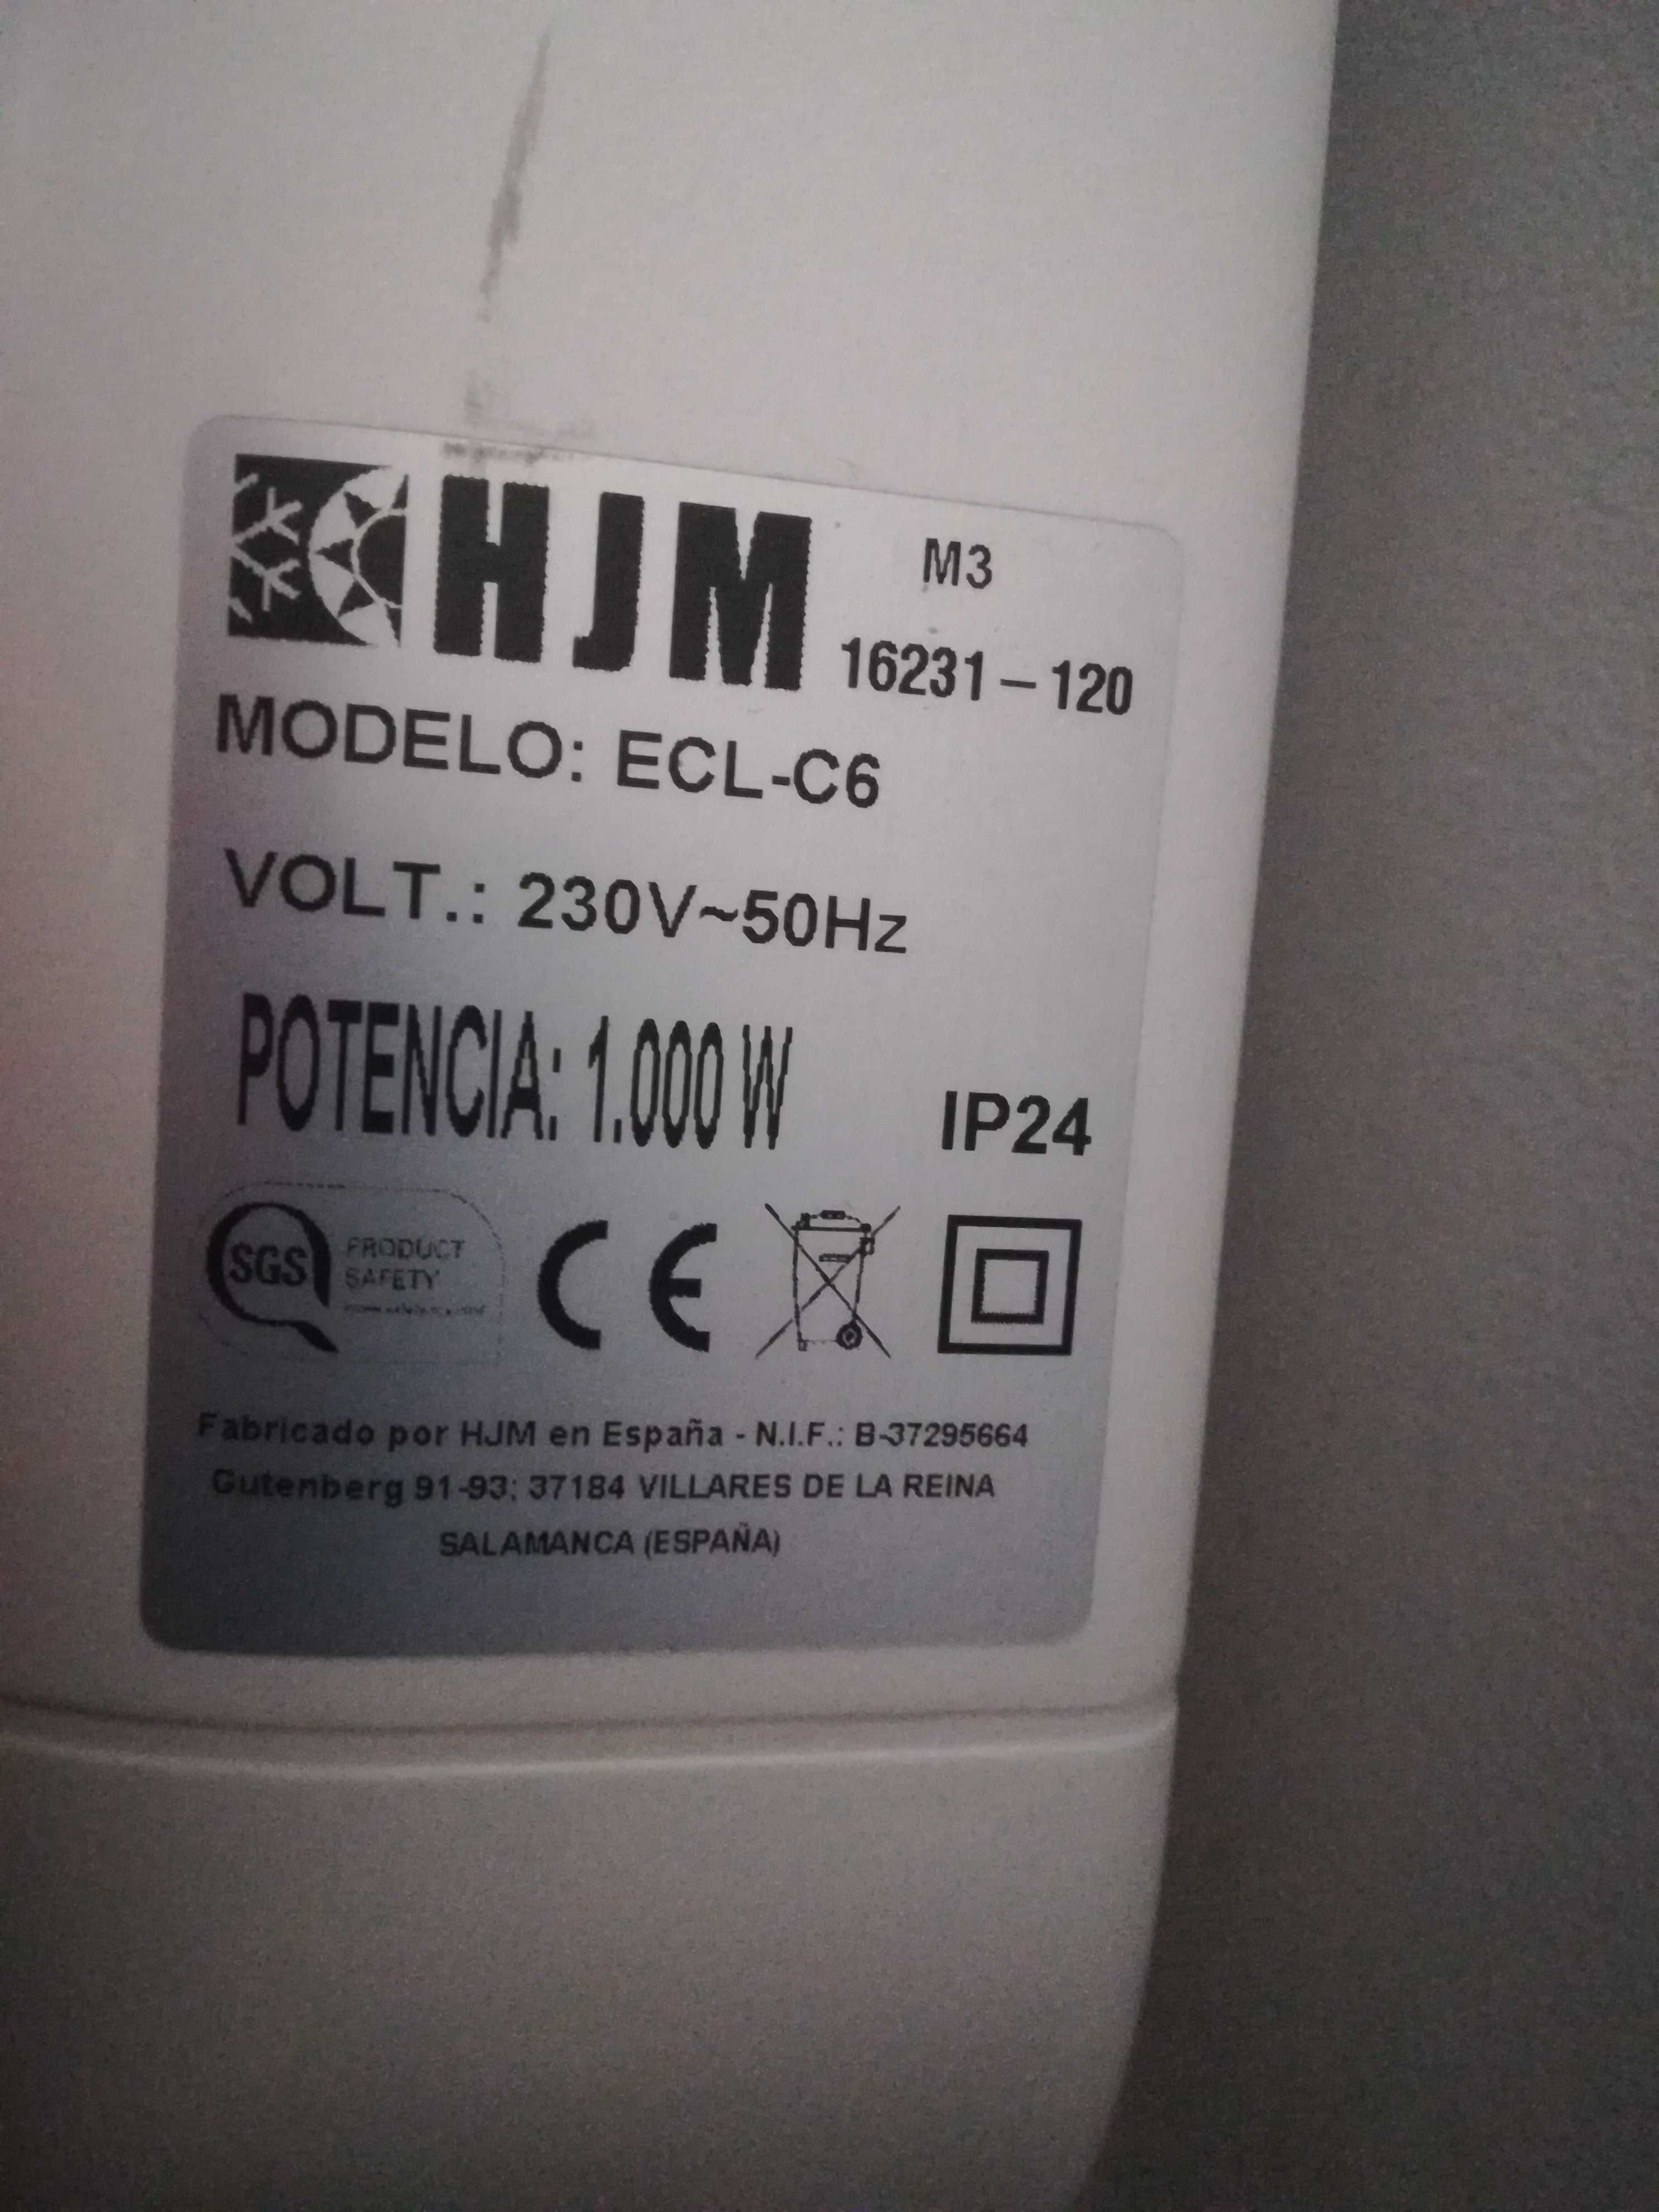 HJM M3
16231-120
MODELO: ECL-C6
VOLT.: 230V~50Hz
POTENCIA: 1.000 W IP24
SGS PRODUCT
SAFETY
CE
Fabricado por HJM en España - N.I.F.: B-37295664
Gutenberg 91-93; 37184 VILLARES DE LA REINA
SALAMANCA (ESPAÑA)